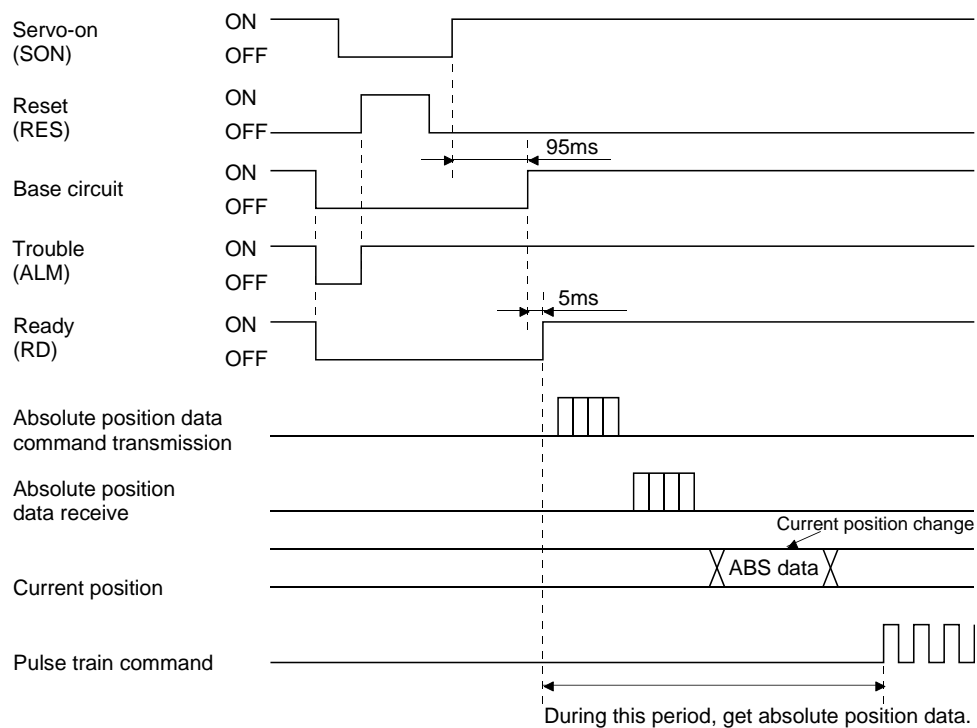 Servo-on
(SON)
ON
OFF
Reset
(RES)
ON
OFF
95ms
Base circuit
ON
OFF
Trouble
(ALM)
ON
OFF
5ms
Ready
(RD)
ON
OFF
Absolute position data
command transmission
Absolute position
data receive
Current position change
ABS data
Current position
Pulse train command
During this period, get absolute position data.